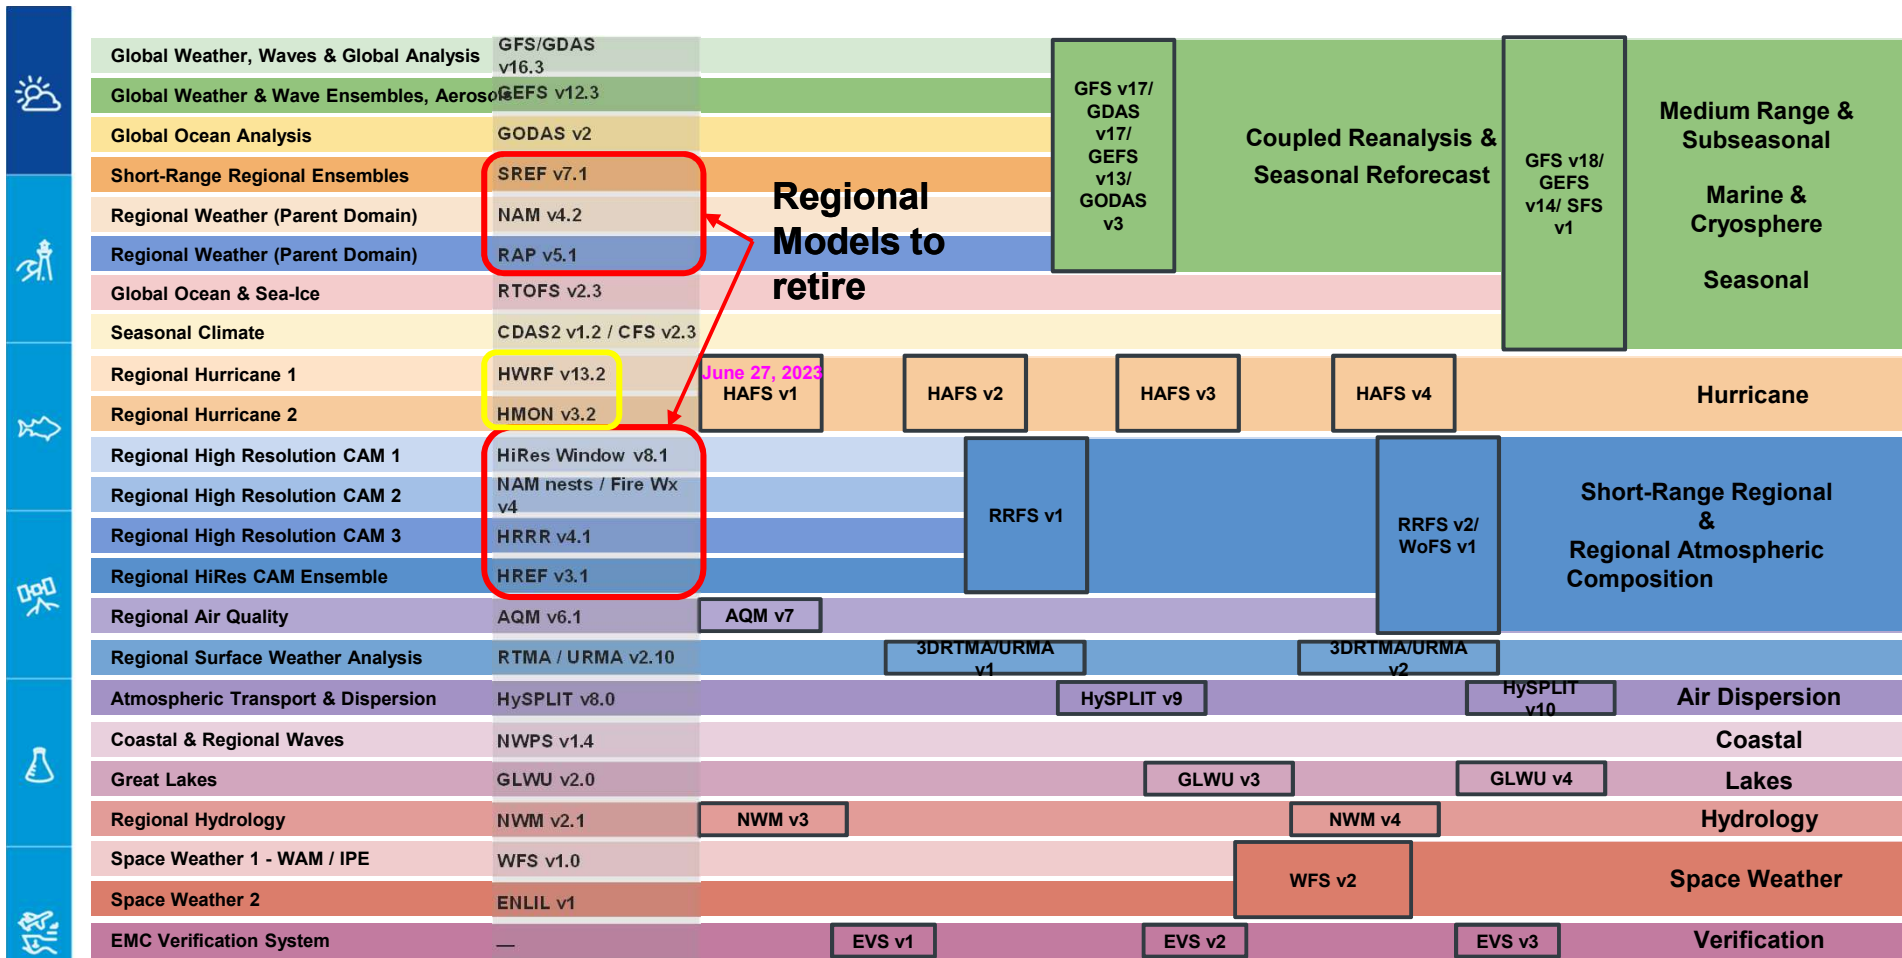 Global Weather, Waves & Global Analysis
GFS/GDAS
v16.3
Global Weather & Wave Ensembles, Aerosols
GEFS v12.3
Global Ocean Analysis
GODAS v2
Short-Range Regional Ensembles
SREF v7.1
Regional Weather (Parent Domain)
NAM v4.2
Regional Weather (Parent Domain)
RAP v5.1
Global Ocean & Sea-Ice
RTOFS v2.3
Seasonal Climate
CDAS2 v1.2 / CFS v2.3
Regional
Models to
retire
GFS v17/
GDAS
v17/
GEFS
v13/
GODAS
v3
Coupled Reanalysis &
Seasonal Reforecast
GFS v18/
GEFS
v14/ SFS
v1
Medium Range &
Subseasonal
Marine &
Cryosphere
Seasonal
Regional Hurricane 1
HWRF v13.2
Regional Hurricane 2
HMON v3.2
June 27, 2023
HAFS v1
HAFS v2
HAFS v3
HAFS v4
Hurricane
Regional High Resolution CAM 1
HiRes Window v8.1
Regional High Resolution CAM 2
NAM nests / Fire Wx
v4
Regional High Resolution CAM 3
HRRR v4.1
Regional HiRes CAM Ensemble
HREF v3.1
RRFS v1
RRFS v2/
WoFS v1
Short-Range Regional
&
Regional Atmospheric
Composition
Regional Air Quality
AQM v6.1
AQM v7
Regional Surface Weather Analysis
RTMA / URMA v2.10
3DRTMA/URMA
v1
3DRTMA/URMA
v2
Atmospheric Transport & Dispersion
HySPLIT v8.0
HySPLIT v9
HySPLIT
v10
Air Dispersion
Coastal & Regional Waves
NWPS v1.4
Coastal
Great Lakes
GLWU v2.0
GLWU v3
GLWU v4
Lakes
Regional Hydrology
NWM v2.1
NWM v3
NWM v4
Hydrology
Space Weather 1 - WAM / IPE
WFS v1.0
Space Weather 2
ENLIL v1
WFS v2
Space Weather
EMC Verification System
—
EVS v1
EVS v2
EVS v3
Verification